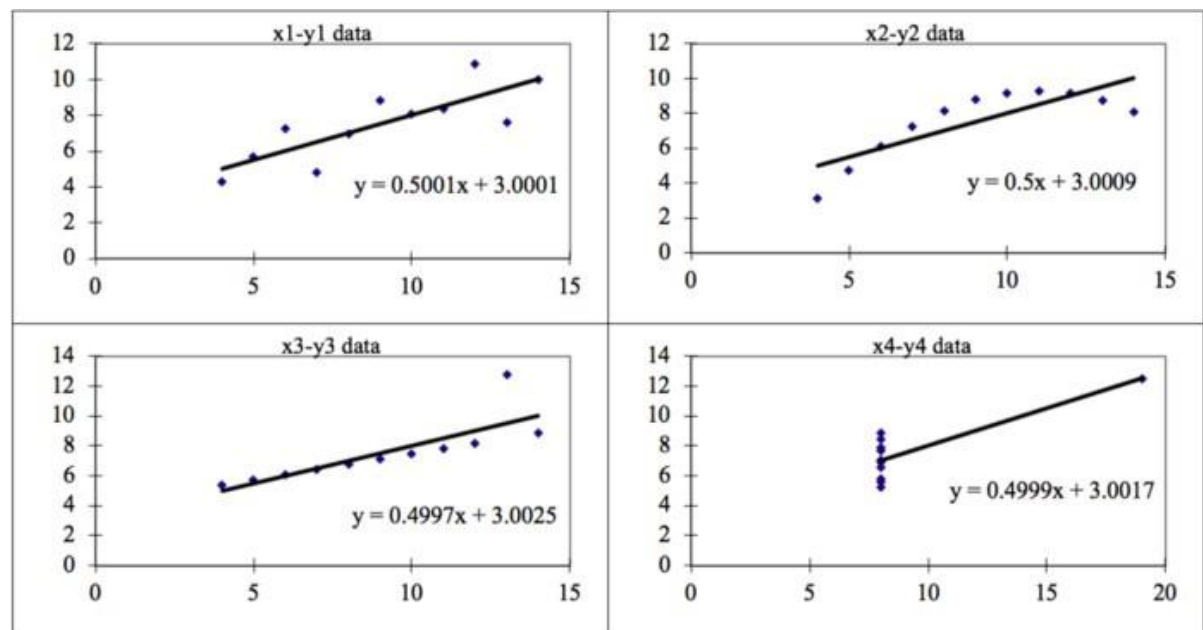 x1-y1 data
12
10
8
6
4
2
0
0 5 10 15
y = 0.5001x + 3.0001
x2-y2 data
12
10
8
6
4
2
0
0 5 10 15
y = 0.5x + 3.0009
x3-y3 data
14
12
10
8
6
4
2
0
0 5 10 15
y = 0.4997x + 3.0025
x4-y4 data
14
12
10
8
6
4
2
0
0 5 10 15 20
y = 0.4999x + 3.0017